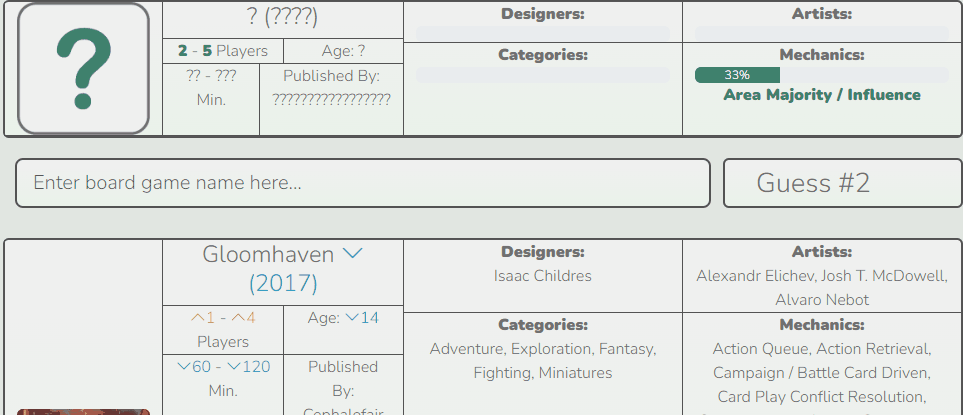 ?
? (????)
2 - 5 Players
Age: ?
?? - ???
Min.
Published By:
?????????????????
Designers:
Categories:
Artists:
Mechanics:
33%
Area Majority / Influence
Enter board game name here...
Guess #2
Gloomhaven
(2017)
1 - 4
Players
Age: 14
60 - 120
Min.
Published
By:
Cephalofair
Designers:
Isaac Childres
Categories:
Adventure, Exploration, Fantasy,
Fighting, Miniatures
Artists:
Alexandr Elichev, Josh T. McDowell,
Alvaro Nebot
Mechanics:
Action Queue, Action Retrieval,
Campaign / Battle Card Driven,
Card Play Conflict Resolution,